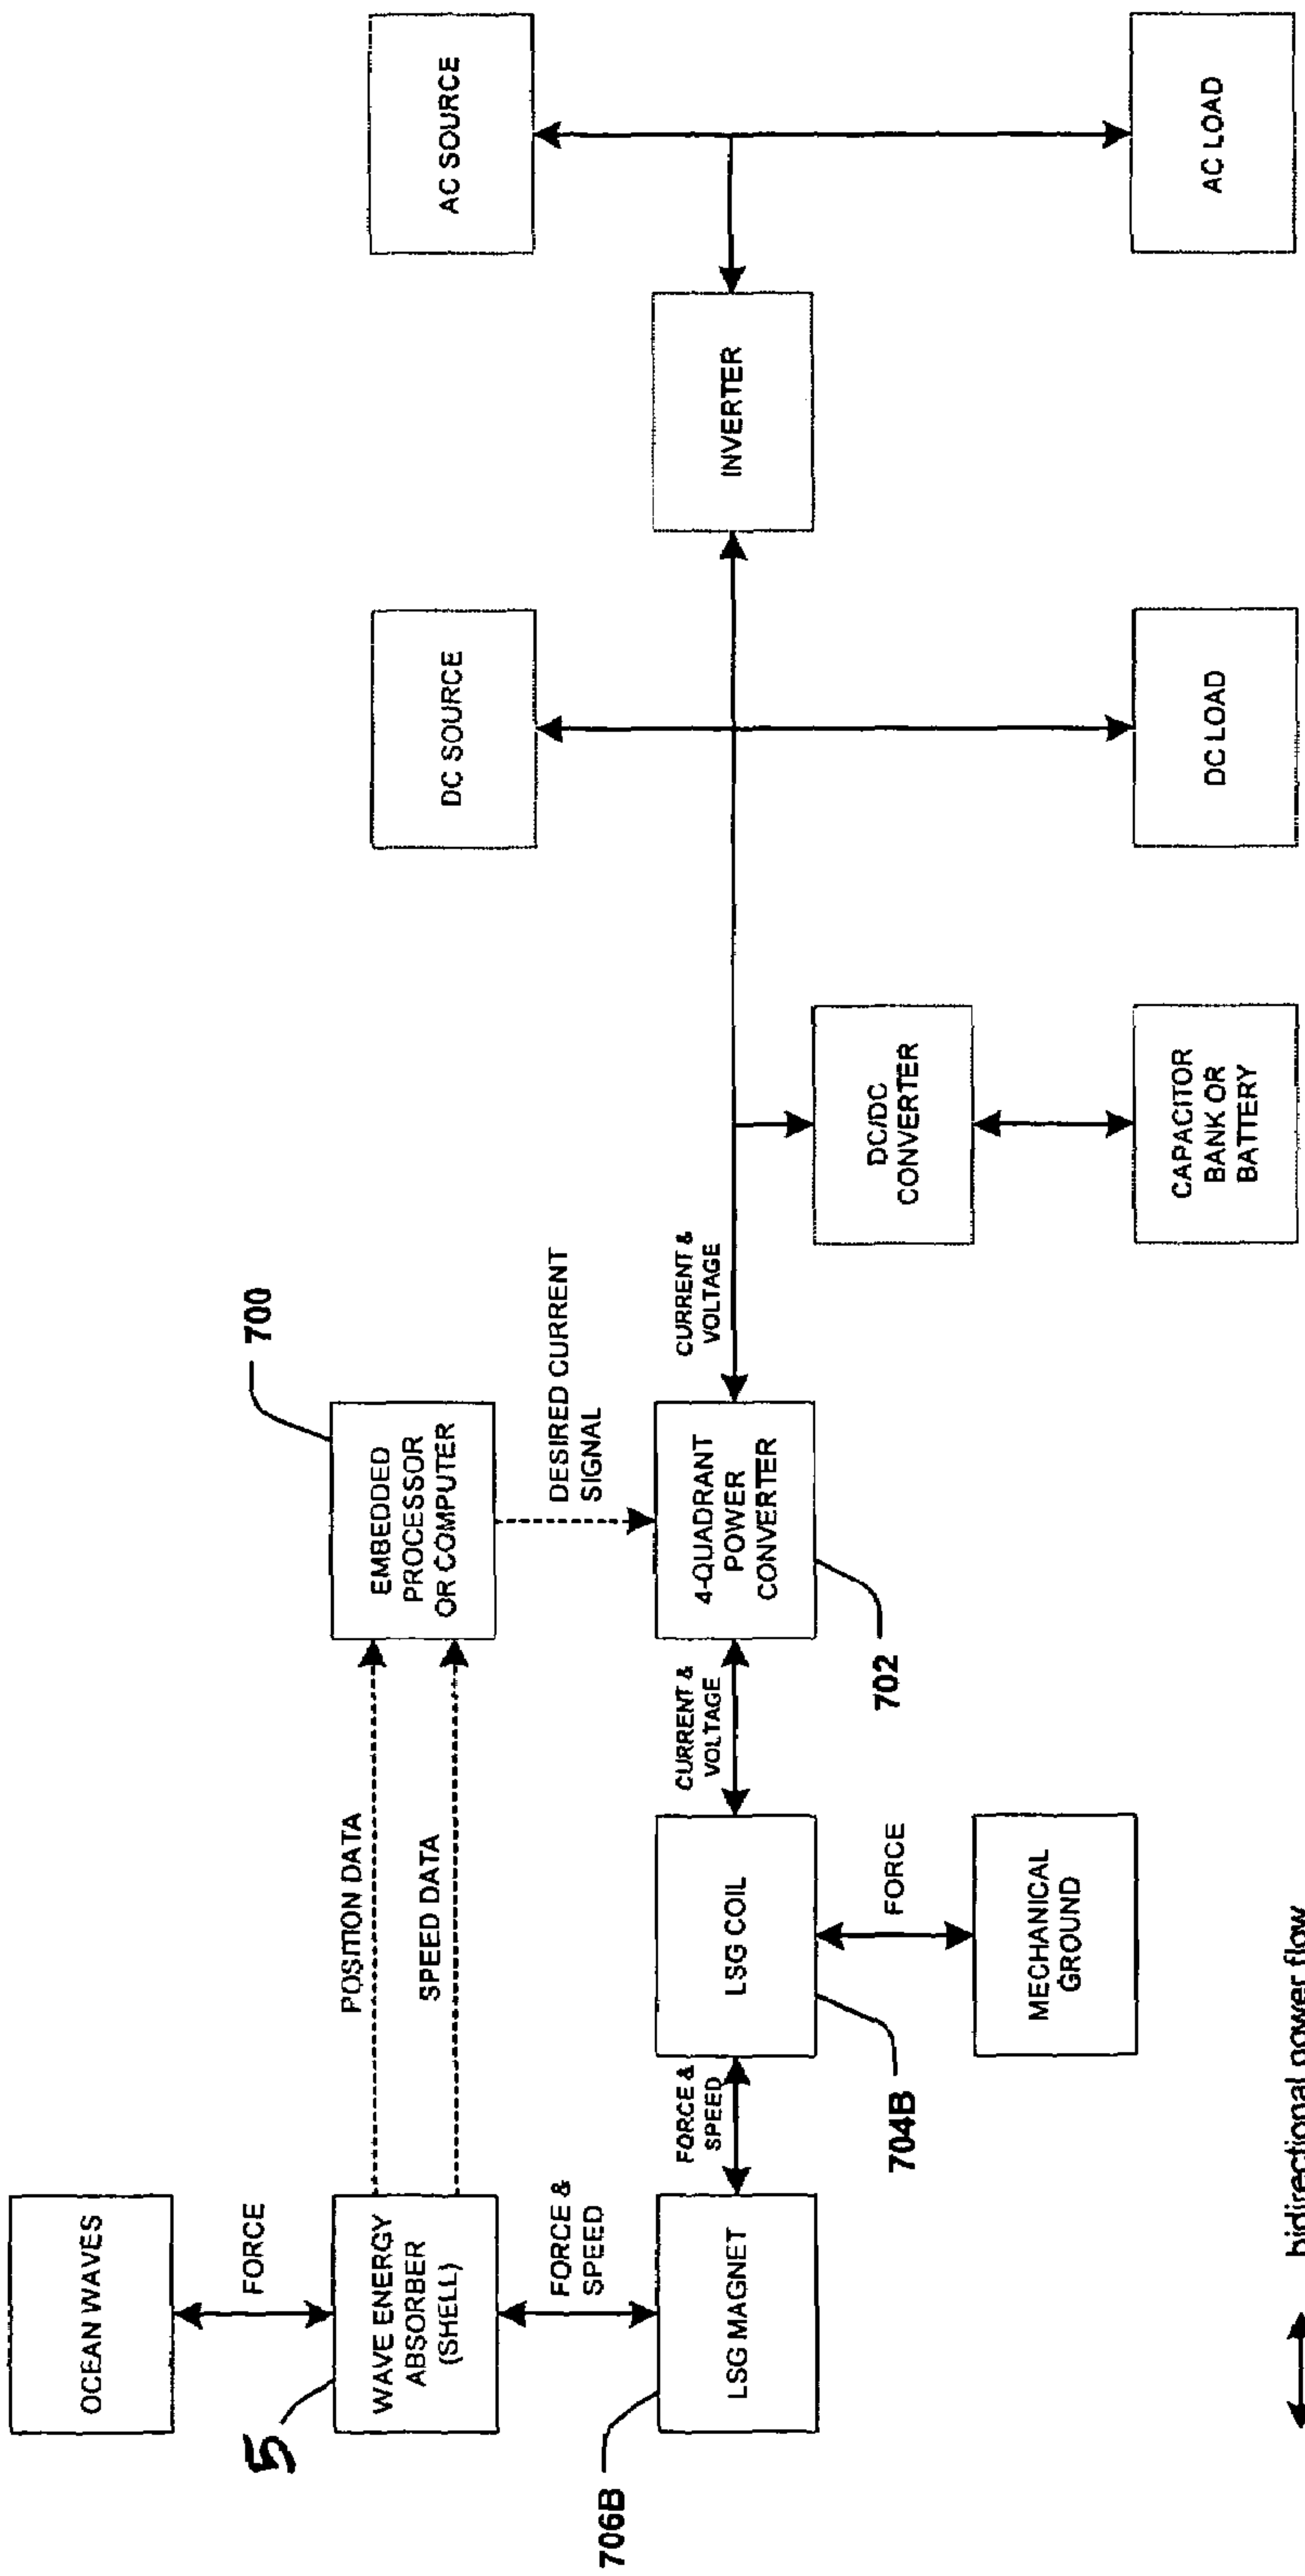 OCEAN WAVES
FORCE
5
WAVE ENERGY
ABSORBER
(SHELL)
POSITION DATA
SPEED DATA
700
EMBEDDED
PROCESSOR
OR COMPUTER
FORCE &
SPEED
DESIRED CURRENT
SIGNAL
706B
LSG MAGNET
FORCE &
SPEED
704B
LSG COIL
CURRENT &
VOLTAGE
702
4-QUADRANT
POWER
CONVERTER
CURRENT &
VOLTAGE
FORCE
MECHANICAL
GROUND
DC/DC
CONVERTER
CAPACITOR
BANK OR
BATTERY
DC SOURCE
DC LOAD
INVERTER
AC SOURCE
AC LOAD
bidirectional power flow